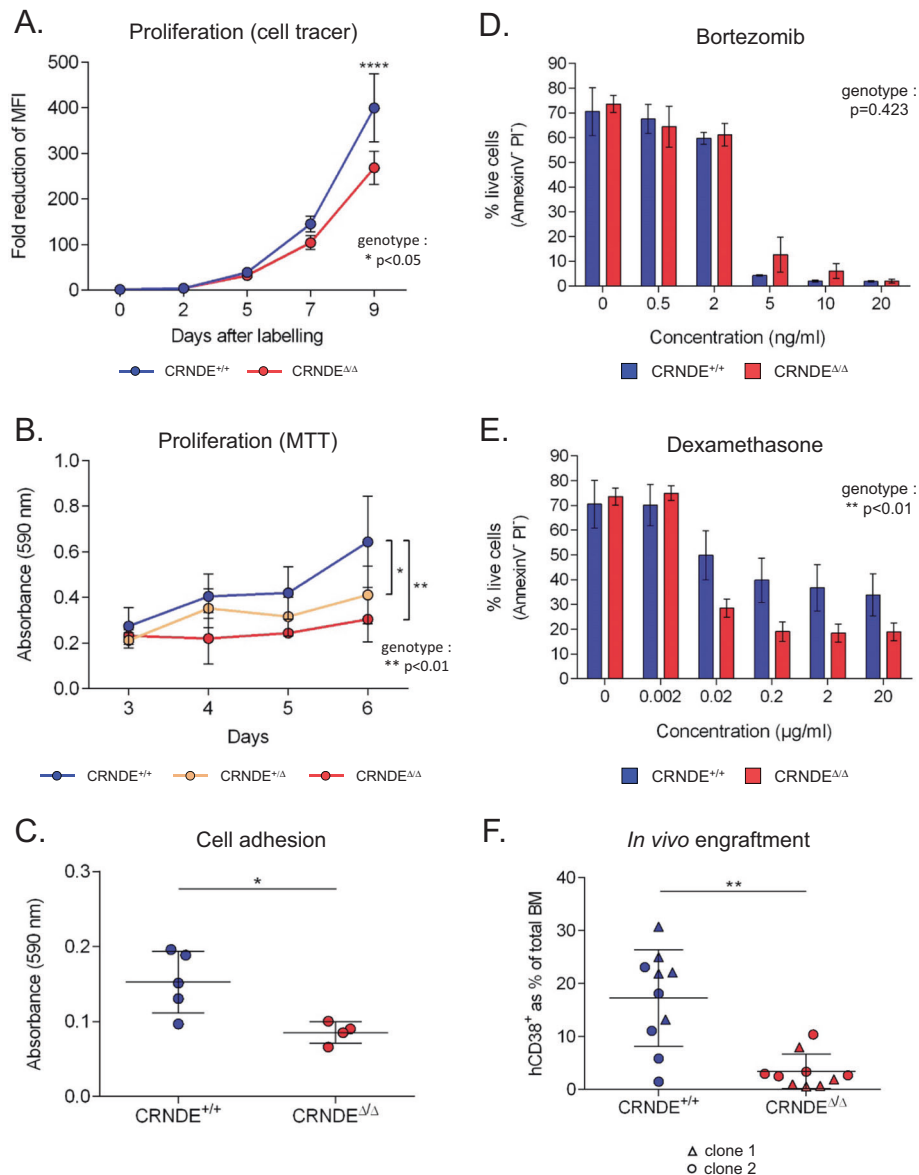 A.
Proliferation (cell tracer)
500
400
300
200
100
0
****
Fold reduction of MFI
genotype :
* p<0.05
0 2 5 7 9
Days after labelling
CRNDE+/+ CRNDEΔ/Δ
B.
Proliferation (MTT)
1.0
0.8
0.6
0.4
0.2
0.0
Absorbance (590 nm)
*
**
genotype :
** p<0.01
3 4 5 6
Days
CRNDE+/+ CRNDE+/Δ CRNDEΔ/Δ
C.
Cell adhesion
0.3
0.2
0.1
0.0
Absorbance (590 nm)
*
CRNDE+/+ CRNDEΔ/Δ
D.
Bortezomib
90
80
70
60
50
40
30
20
10
0
% live cells
(AnnexinV- PI-)
genotype :
p=0.423
0 0.5 2 5 10 20
Concentration (ng/ml)
CRNDE+/+ CRNDEΔ/Δ
E.
Dexamethasone
90
80
70
60
50
40
30
20
10
0
% live cells
(AnnexinV- PI-)
genotype :
** p<0.01
0 0.002 0.02 0.2 2 20
Concentration (µg/ml)
CRNDE+/+ CRNDEΔ/Δ
F.
In vivo engraftment
40
30
20
10
0
hCD38+ as % of total BM
**
CRNDE+/+ CRNDEΔ/Δ
clone 1
clone 2